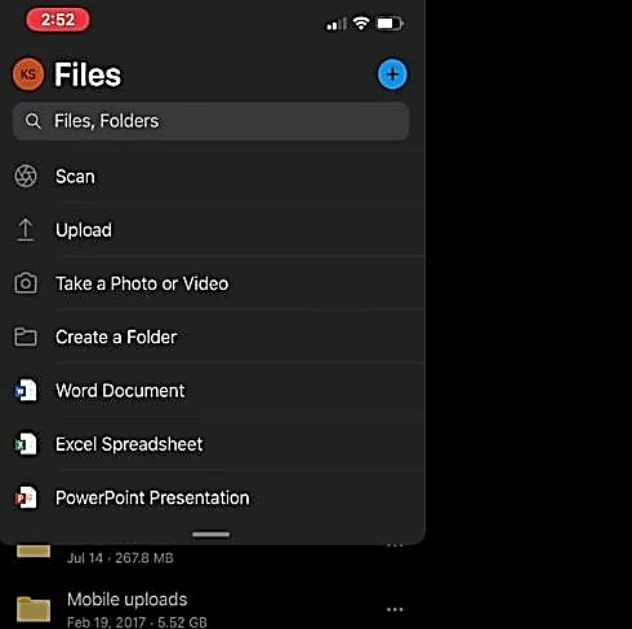 2:52
KS
Files
Files, Folders
Scan
Upload
Take a Photo or Video
Create a Folder
Word Document
Excel Spreadsheet
PowerPoint Presentation
Jul 14 · 267.8 MB
Mobile uploads
Feb 19, 2017 · 5.52 GB